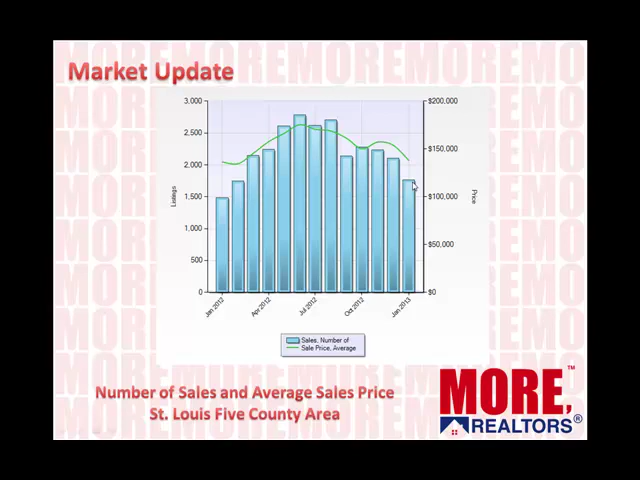 Market Update
3,000
2,500
2,000
1,500
1,000
500
0
Listings
$200,000
$150,000
$100,000
$50,000
$0
Price
Jan 2012
Apr 2012
Jul 2012
Oct 2012
Jan 2013
Sales, Number of
Sale Price, Average
Number of Sales and Average Sales Price
St. Louis Five County Area
MORE, ™
REALTORS®